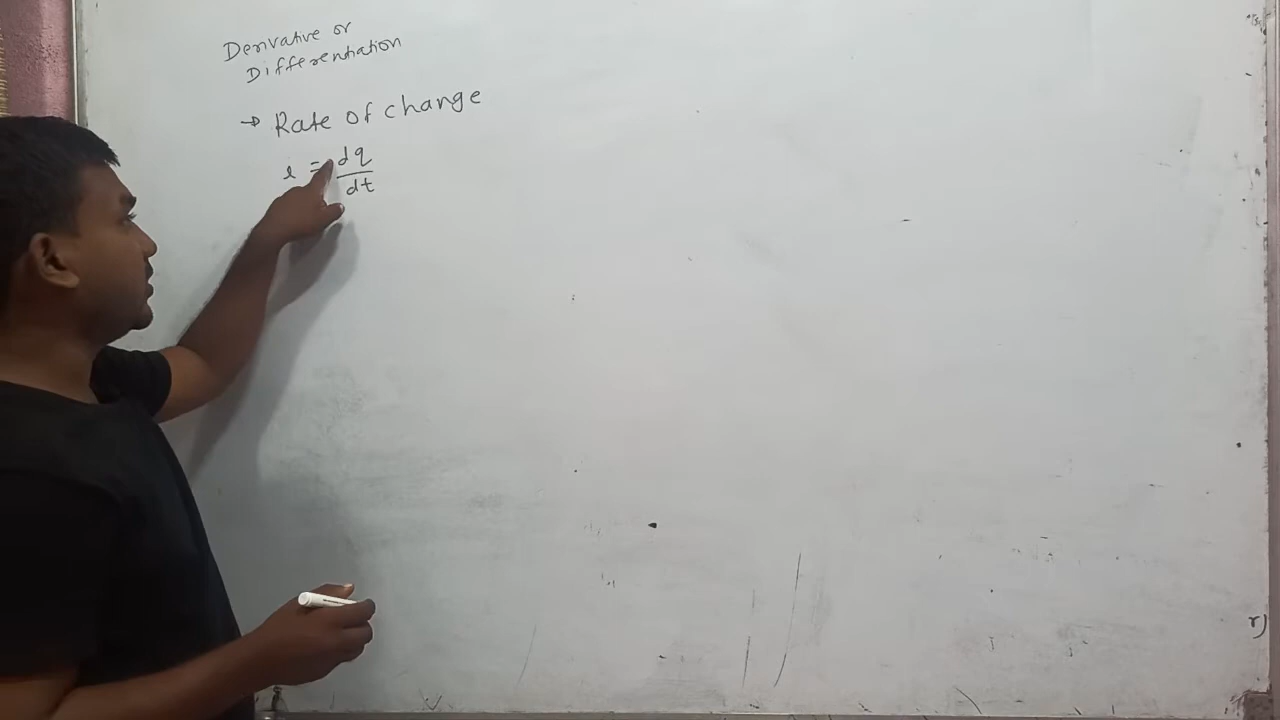 Derivative or
Differentiation
→ Rate of change
i = dq
dt